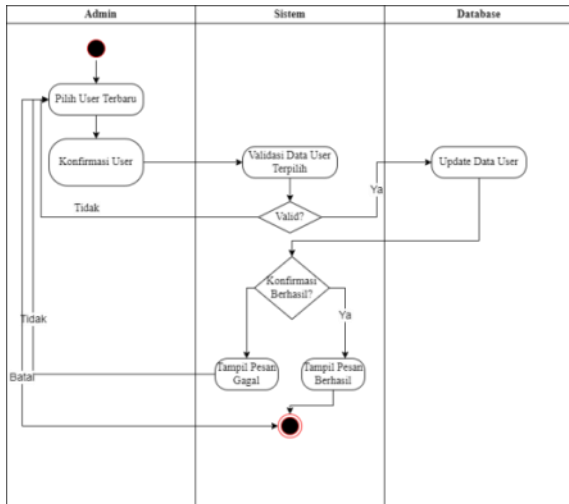 Admin
Sistem
Database
Pilih User Terbaru
Konfirmasi User
Validasi Data User
Terpilih
Update Data User
Ya
Tidak
Valid?
Konfirmasi
Berhasil?
Tidak
Ya
Tampil Pesan
Gagal
Tampil Pesan
Berhasil
Batal